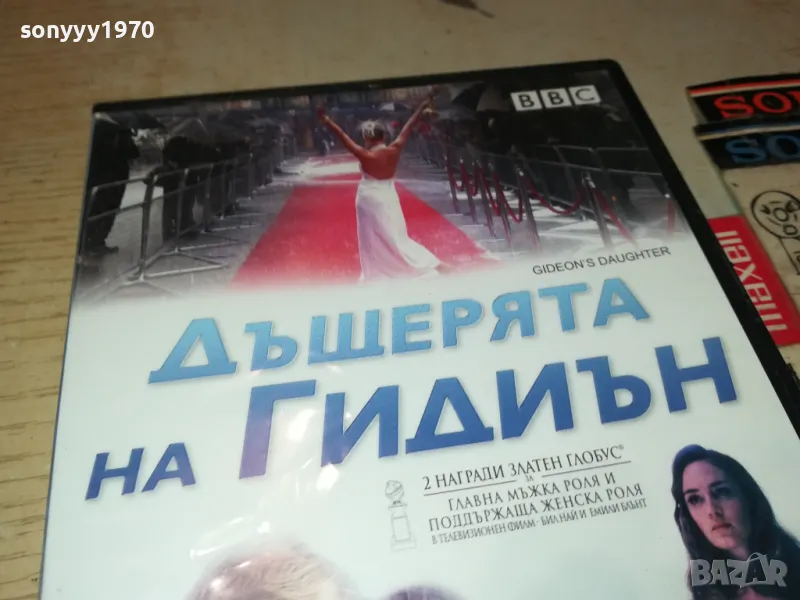 sonyyy1970
BBC
GIDEON'S DAUGHTER
ДЪЩЕРЯТА
НА ГИДИЪН
2 НАГРАДИ ЗЛАТЕН ГЛОБУС®
ЗА
ГЛАВНА МЪЖКА РОЛЯ И
ПОДДЪРЖАЩА ЖЕНСКА РОЛЯ
В ТЕЛЕВИЗИОНЕН ФИЛМ - БИЛ НАЙ И ЕМИЛИ БЛЪНТ
maxell
BAZAR